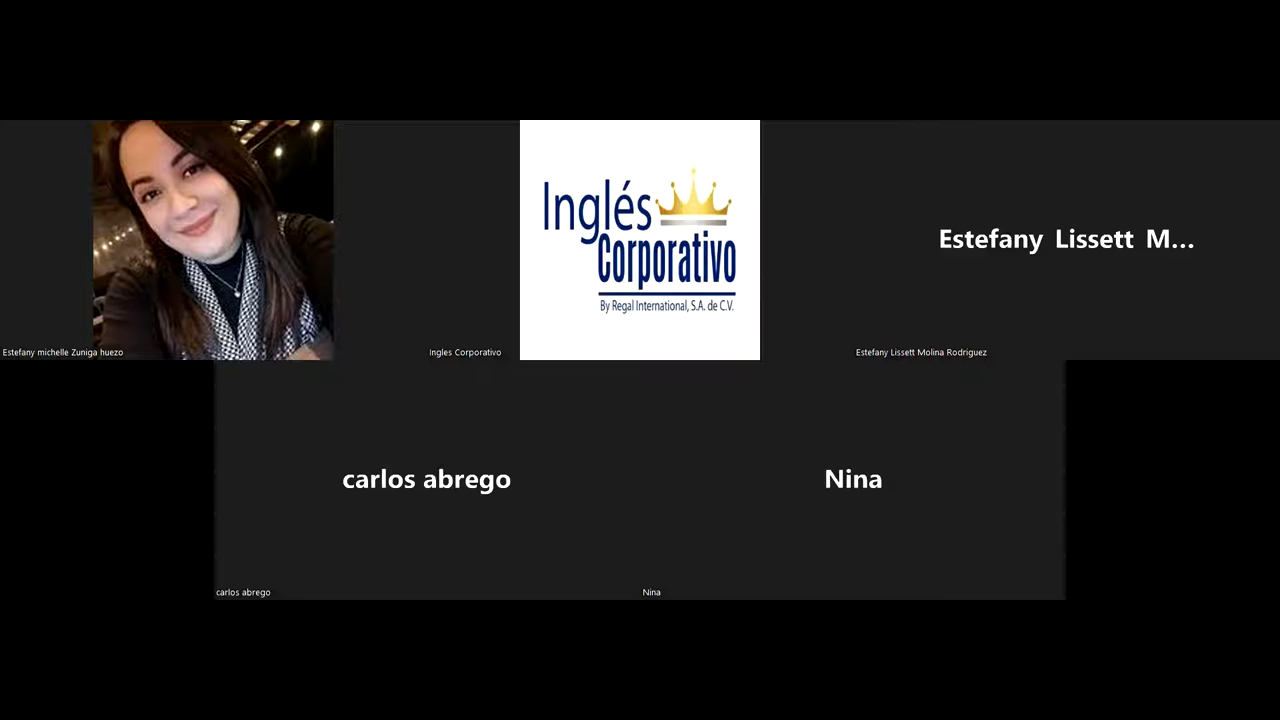 Inglés
Corporativo
By Regal International, S.A. de C.V.
Estefany Lissett M...
Estefany michelle Zuniga huezo
Ingles Corporativo
Estefany Lissett Molina Rodriguez
carlos abrego
Nina
carlos abrego
Nina